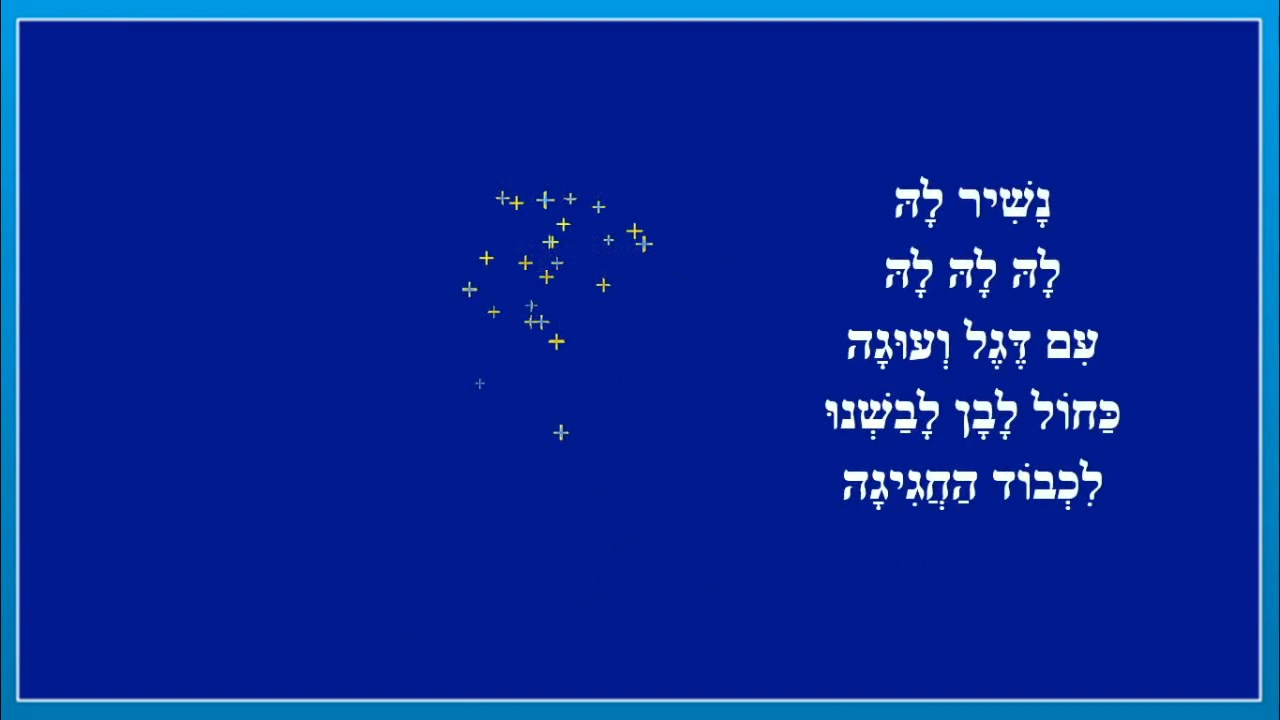 נָשִׁיר לָהּ
לָהּ לָהּ לָהּ
עִם דֶּגֶל וְעוּגָה
כַּחוֹל לָבָן לָבַשְׁנוּ
לִכְבוֹד הַחֲגִיגָה